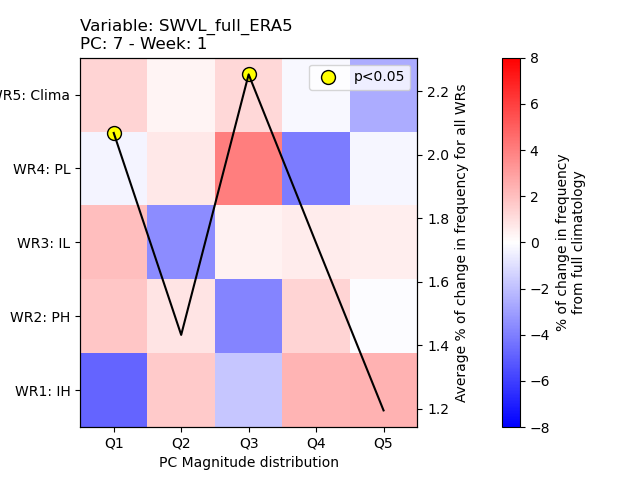 Variable: SWVL_full_ERA5
PC: 7 - Week: 1
p<0.05
WR5: Clima
WR4: PL
WR3: IL
WR2: PH
WR1: IH
Q1 Q2 Q3 Q4 Q5
PC Magnitude distribution
2.2
2.0
1.8
1.6
1.4
1.2
Average % of change in frequency for all WRs
8
6
4
2
0
−2
−4
−6
−8
% of change in frequency
from full climatology